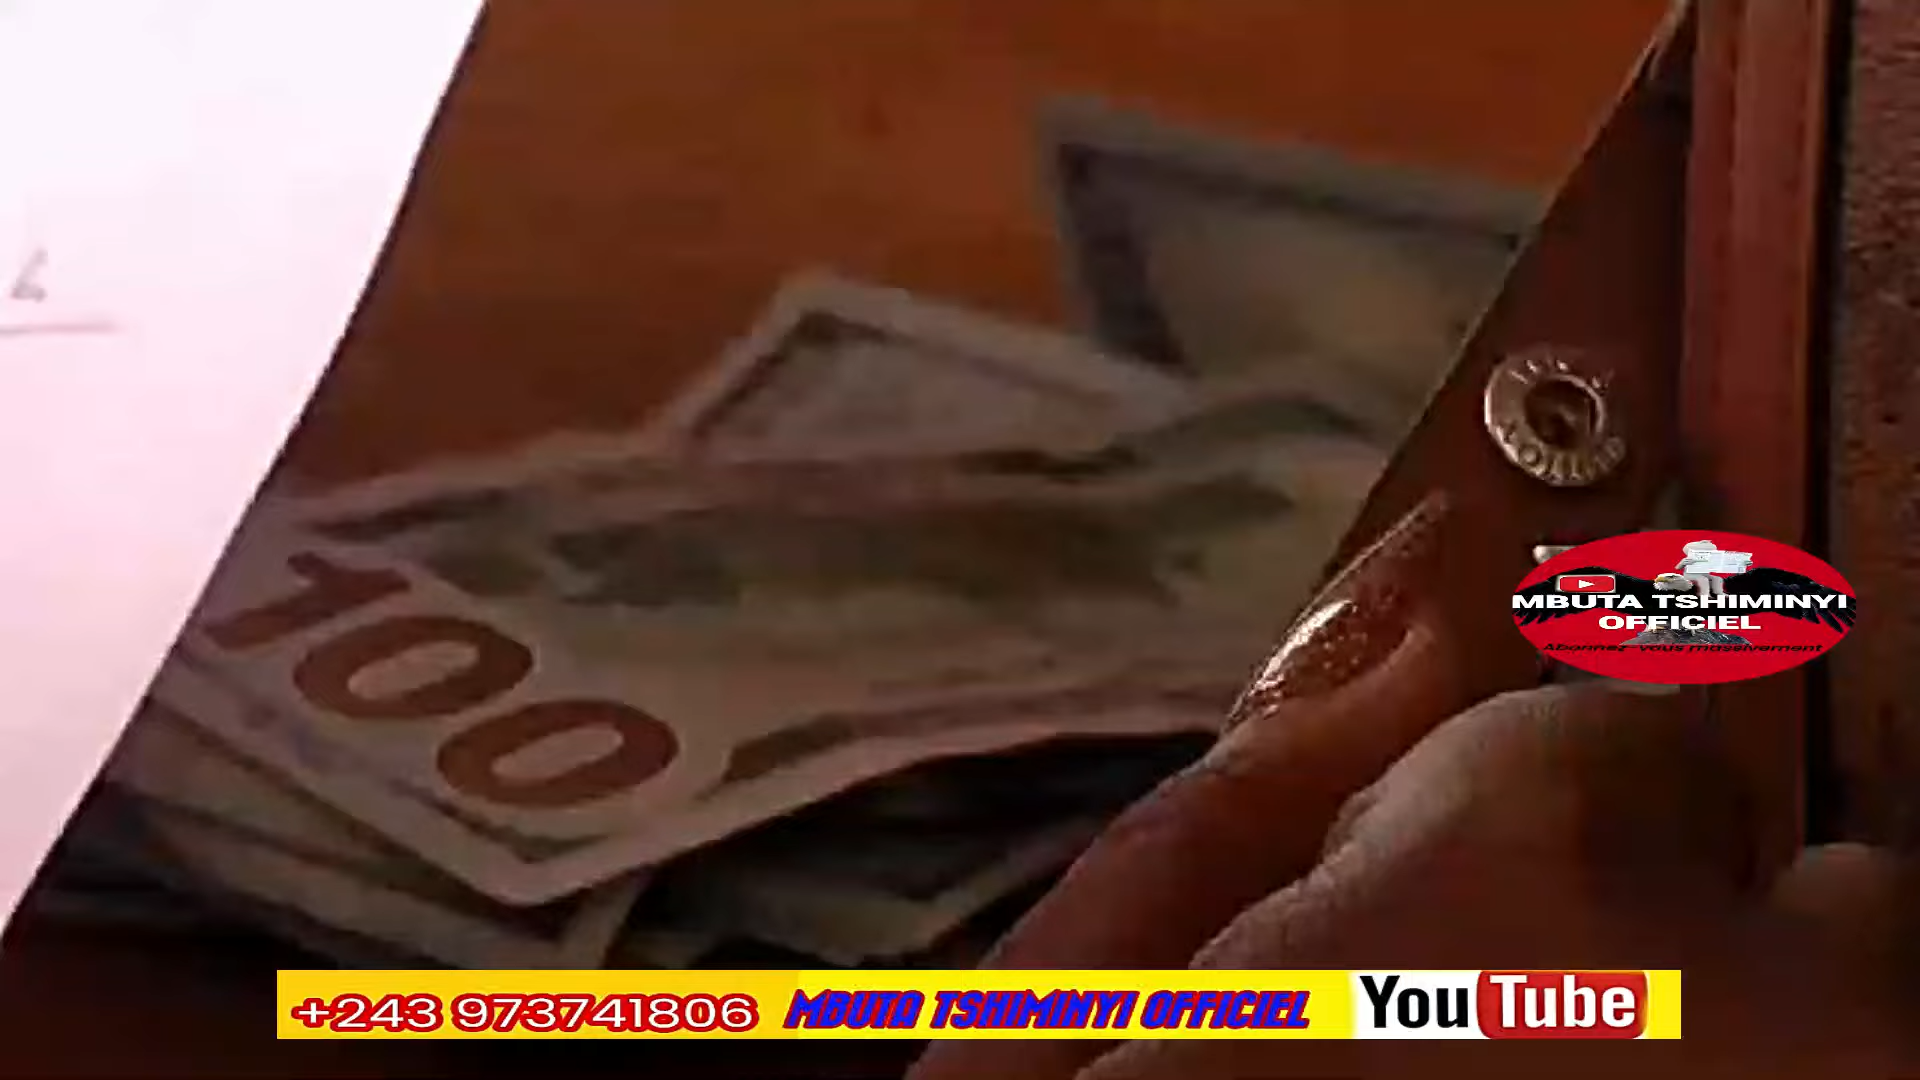 100
MBUTA TSHIMINYI
OFFICIEL
Abonnez-vous massivement
+243 973741806 MBUTA TSHIMINYI OFFICIEL YouTube